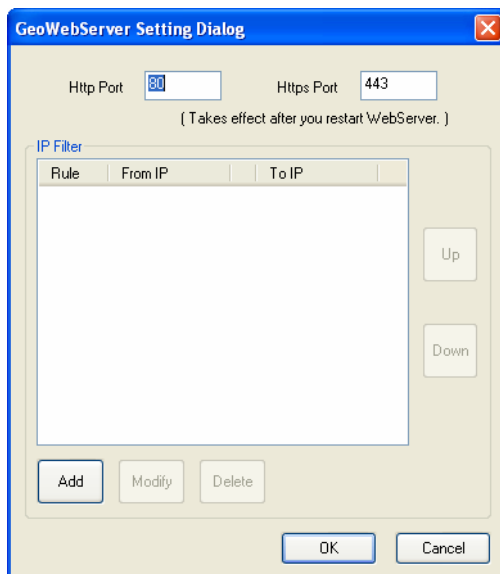 GeoWebServer Setting Dialog
Http Port 80 Https Port 443
( Takes effect after you restart WebServer. )
IP Filter
Rule From IP To IP
Up
Down
Add Modify Delete
OK Cancel